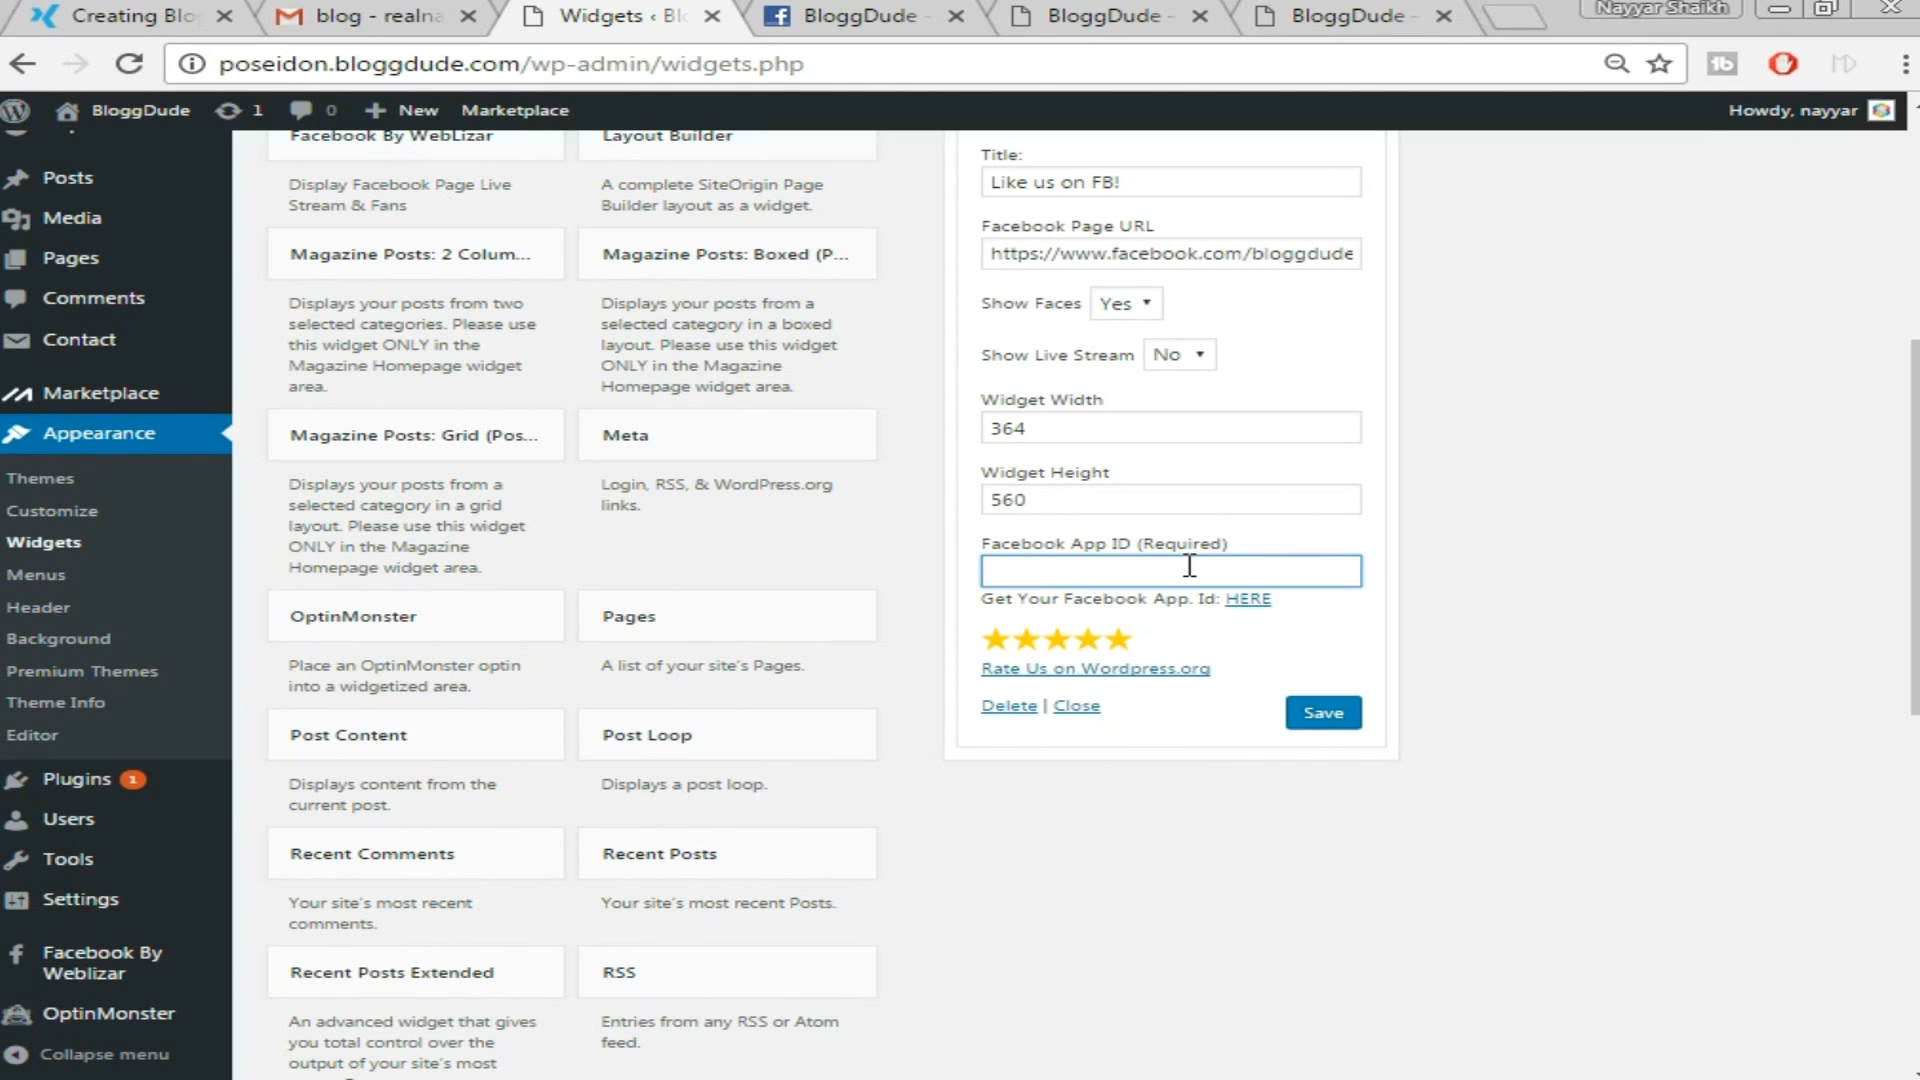 Creating Blo
blog - realna
Widgets ‹ Bl
BloggDude -
BloggDude -
BloggDude -
Nayyar Shaikh
poseidon.bloggdude.com/wp-admin/widgets.php
BloggDude
1
0
New
Marketplace
Howdy, nayyar
Posts
Media
Pages
Comments
Contact
Marketplace
Appearance
Themes
Customize
Widgets
Menus
Header
Background
Premium Themes
Theme Info
Editor
Plugins 1
Users
Tools
Settings
Facebook By
Weblizar
OptinMonster
Collapse menu
Facebook By WebLizar
Display Facebook Page Live
Stream & Fans
Magazine Posts: 2 Colum...
Displays your posts from two
selected categories. Please use
this widget ONLY in the
Magazine Homepage widget
area.
Magazine Posts: Grid (Pos...
Displays your posts from a
selected category in a grid
layout. Please use this widget
ONLY in the Magazine
Homepage widget area.
OptinMonster
Place an OptinMonster optin
into a widgetized area.
Post Content
Displays content from the
current post.
Recent Comments
Your site's most recent
comments.
Recent Posts Extended
An advanced widget that gives
you total control over the
output of your site's most
Layout Builder
A complete SiteOrigin Page
Builder layout as a widget.
Magazine Posts: Boxed (P...
Displays your posts from a
selected category in a boxed
layout. Please use this widget
ONLY in the Magazine
Homepage widget area.
Meta
Login, RSS, & WordPress.org
links.
Pages
A list of your site's Pages.
Post Loop
Displays a post loop.
Recent Posts
Your site's most recent Posts.
RSS
Entries from any RSS or Atom
feed.
Title:
Like us on FB!
Facebook Page URL
https://www.facebook.com/bloggdude
Show Faces Yes
Show Live Stream No
Widget Width
364
Widget Height
560
Facebook App ID (Required)
Get Your Facebook App. Id: HERE
Rate Us on Wordpress.org
Delete | Close
Save